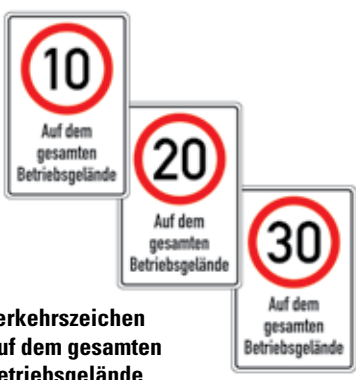 10
Auf dem
gesamten
Betriebsgelände
20
Auf dem
gesamten
Betriebsgelände
30
Auf dem
gesamten
Betriebsgelände
erkehrszeichen
uf dem gesamten
etriebsgelände